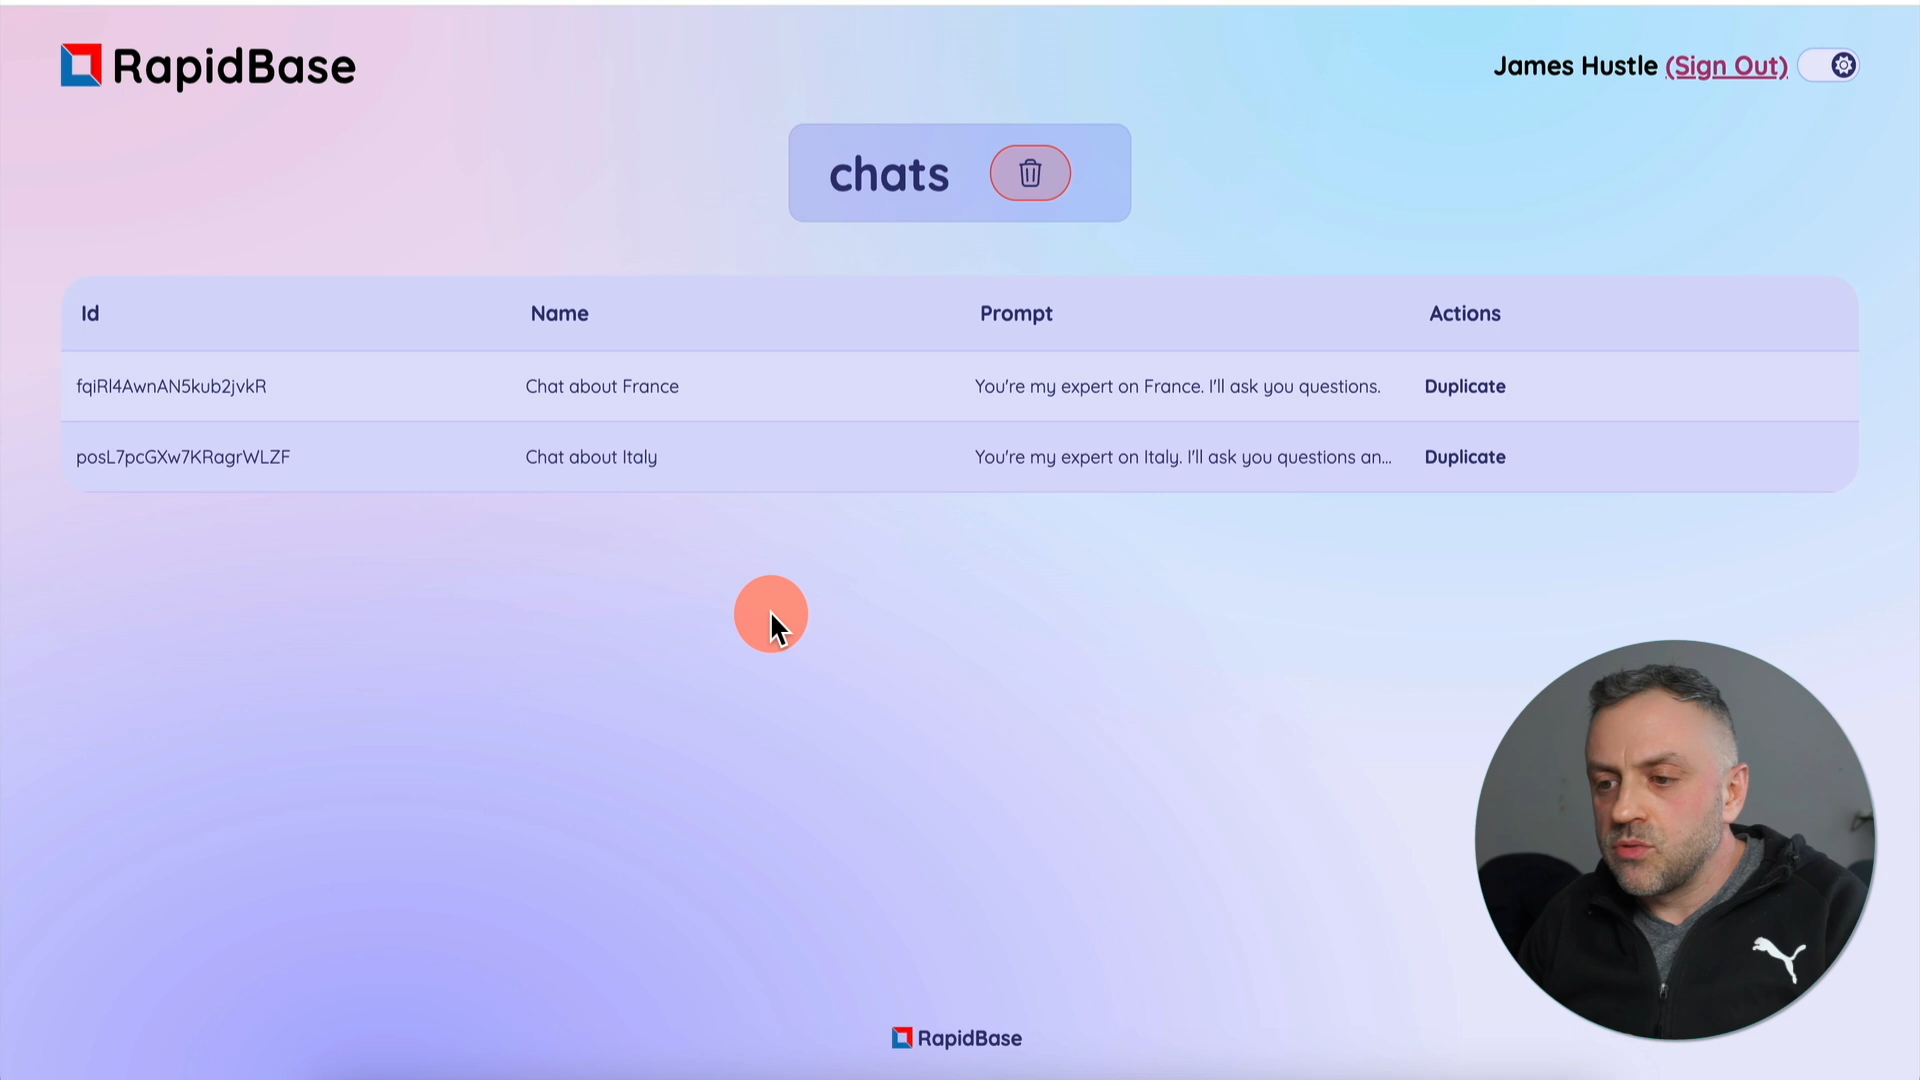 RapidBase
James Hustle (Sign Out)
chats
Id Name Prompt Actions
fqiRl4AwnAN5kub2jvkR Chat about France You're my expert on France. I'll ask you questions. Duplicate
posL7pcGXw7KRagrWLZF Chat about Italy You're my expert on Italy. I'll ask you questions an... Duplicate
RapidBase